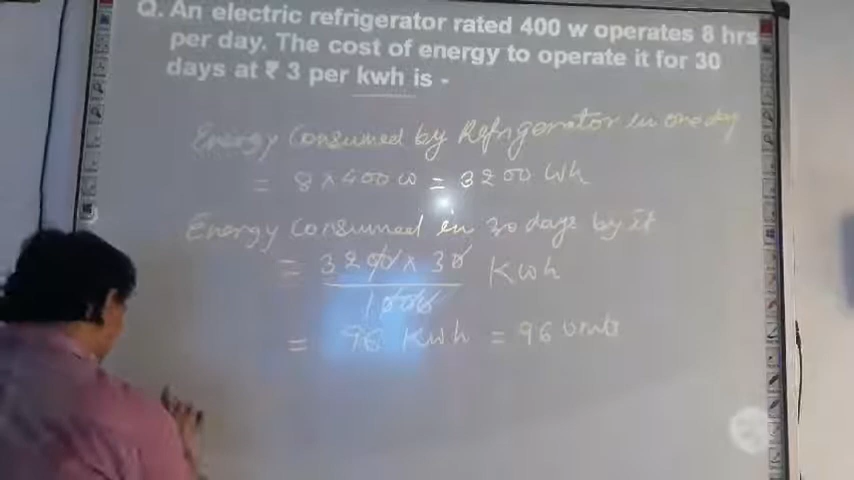 Q. An electric refrigerator rated 400 w operates 8 hrs
per day. The cost of energy to operate it for 30
days at ₹ 3 per kwh is -
Energy Consumed by Refrigerator in one day
= 8 x 400 w = 3200 Wh
Energy Consumed in 30 days by it
= 3200 x 30 Kwh
1000
= 96 Kwh = 96 units